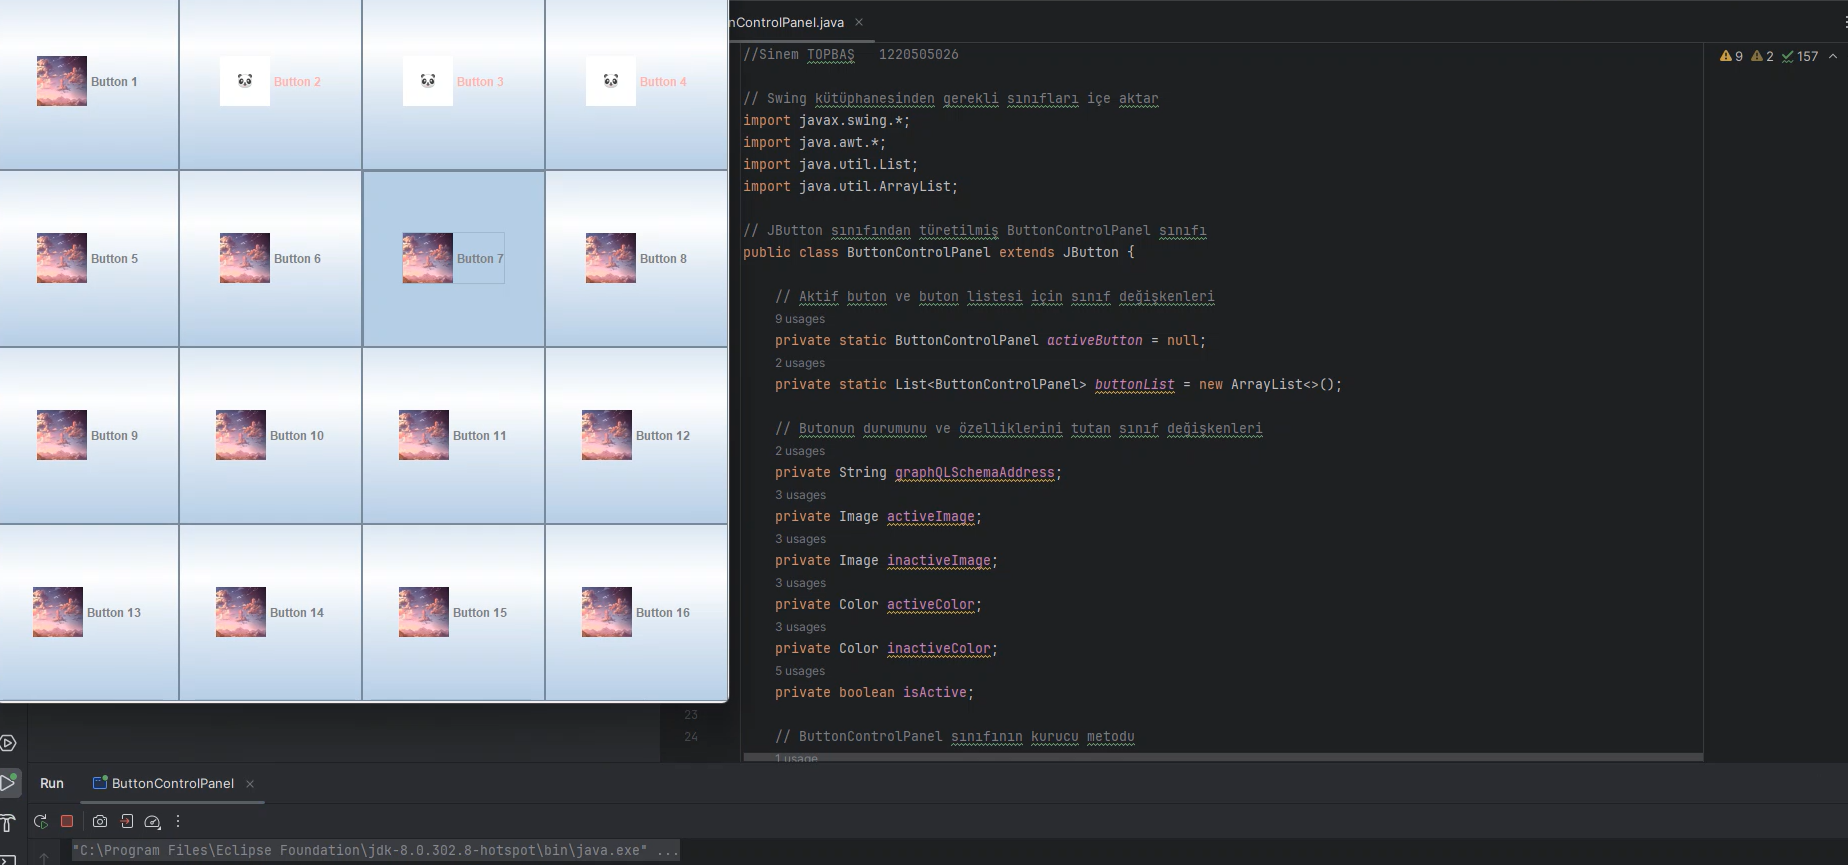 Button 1
Button 2
Button 3
Button 4
Button 5
Button 6
Button 7
Button 8
Button 9
Button 10
Button 11
Button 12
Button 13
Button 14
Button 15
Button 16
nControlPanel.java
9 2 157
//Sinem TOPBAŞ 1220505026
// Swing kütüphanesinden gerekli sınıfları içe aktar
import javax.swing.*;
import java.awt.*;
import java.util.List;
import java.util.ArrayList;
// JButton sınıfından türetilmiş ButtonControlPanel sınıfı
public class ButtonControlPanel extends JButton {
// Aktif buton ve buton listesi için sınıf değişkenleri
9 usages
private static ButtonControlPanel activeButton = null;
2 usages
private static List<ButtonControlPanel> buttonList = new ArrayList<>();
// Butonun durumunu ve özelliklerini tutan sınıf değişkenleri
2 usages
private String graphQLSchemaAddress;
3 usages
private Image activeImage;
3 usages
private Image inactiveImage;
3 usages
private Color activeColor;
3 usages
private Color inactiveColor;
5 usages
private boolean isActive;
23
24 // ButtonControlPanel sınıfının kurucu metodu
1 usage
Run ButtonControlPanel
"C:\Program Files\Eclipse Foundation\jdk-8.0.302.8-hotspot\bin\java.exe" ...